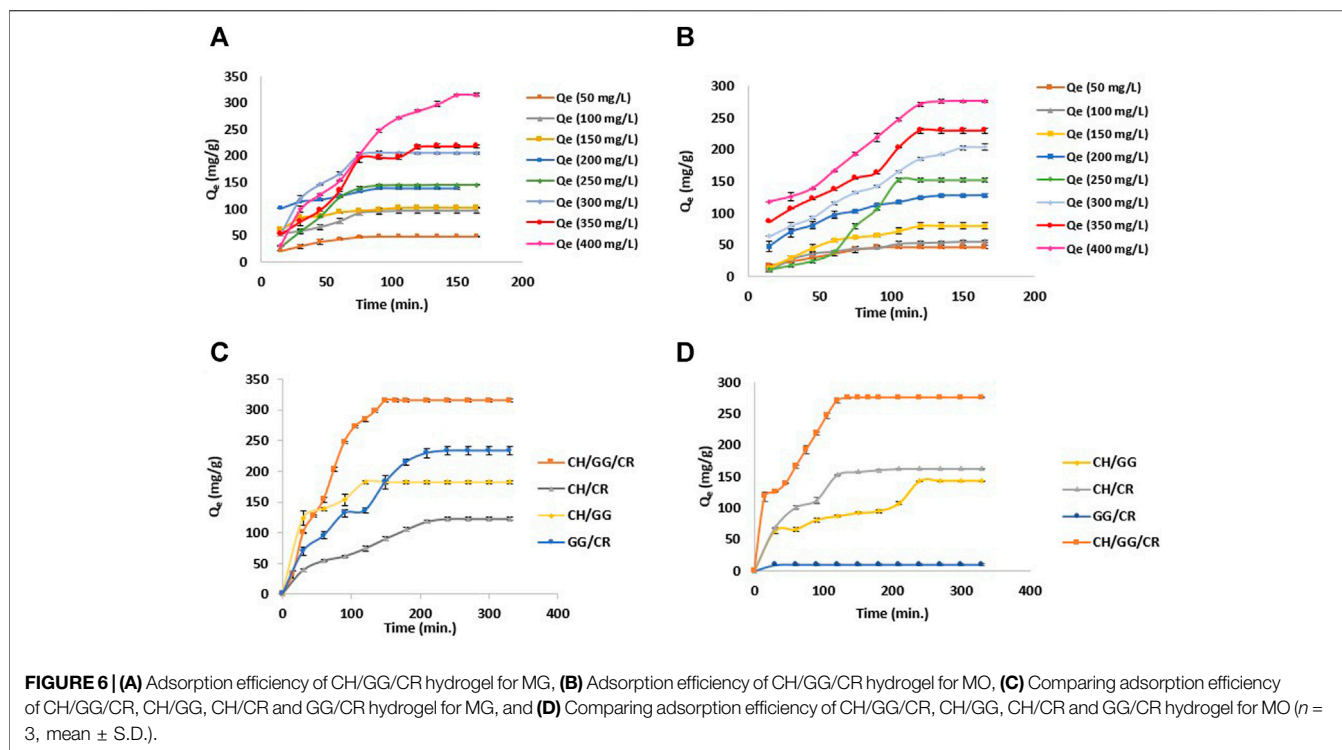 A
350
300
250
200
150
100
50
0
Qe (mg/g)
0 50 100 150 200
Time (min.)
Qe (50 mg/L)
Qe (100 mg/L)
Qe (150 mg/L)
Qe (200 mg/L)
Qe (250 mg/L)
Qe (300 mg/L)
Qe (350 mg/L)
Qe (400 mg/L)
B
300
250
200
150
100
50
0
Qe (mg/g)
0 50 100 150 200
Time (min.)
Qe (50 mg/L)
Qe (100 mg/L)
Qe (150 mg/L)
Qe (200 mg/L)
Qe (250 mg/L)
Qe (300 mg/L)
Qe (350 mg/L)
Qe (400 mg/L)
C
350
300
250
200
150
100
50
0
Qe (mg/g)
0 100 200 300 400
Time (min.)
CH/GG/CR
CH/CR
CH/GG
GG/CR
D
300
250
200
150
100
50
0
Qe (mg/g)
0 100 200 300 400
Time (min.)
CH/GG
CH/CR
GG/CR
CH/GG/CR
FIGURE 6 | (A) Adsorption efficiency of CH/GG/CR hydrogel for MG, (B) Adsorption efficiency of CH/GG/CR hydrogel for MO, (C) Comparing adsorption efficiency
of CH/GG/CR, CH/GG, CH/CR and GG/CR hydrogel for MG, and (D) Comparing adsorption efficiency of CH/GG/CR, CH/GG, CH/CR and GG/CR hydrogel for MO (n =
3, mean ± S.D.).